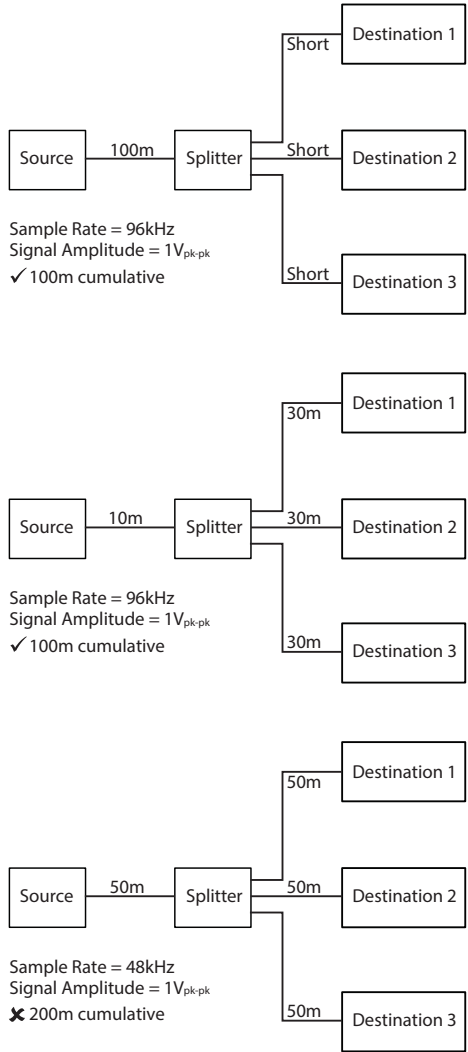 Short
Destination 1
Source
100m
Splitter
Short
Destination 2
Sample Rate = 96kHz
Signal Amplitude = 1Vpk-pk
✓ 100m cumulative
Short
Destination 3
30m
Destination 1
Source
10m
Splitter
30m
Destination 2
Sample Rate = 96kHz
Signal Amplitude = 1Vpk-pk
✓ 100m cumulative
30m
Destination 3
50m
Destination 1
Source
50m
Splitter
50m
Destination 2
Sample Rate = 48kHz
Signal Amplitude = 1Vpk-pk
✘ 200m cumulative
50m
Destination 3